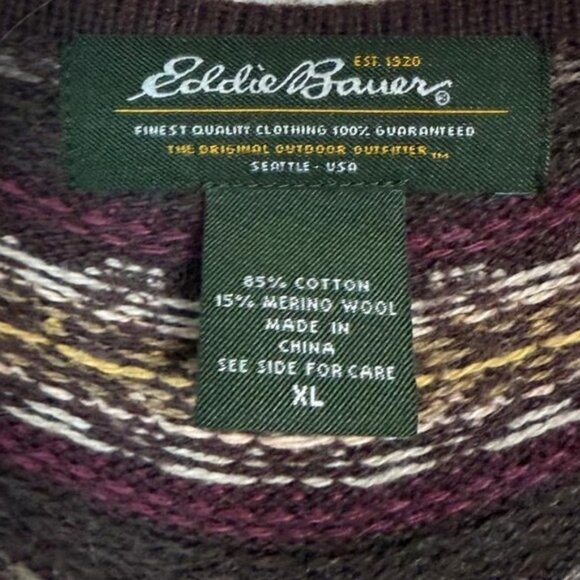 EST. 1920
Eddie Bauer®
FINEST QUALITY CLOTHING 100% GUARANTEED
THE ORIGINAL OUTDOOR OUTFITTER™
SEATTLE - USA
85% COTTON
15% MERINO WOOL
MADE IN
CHINA
SEE SIDE FOR CARE
XL